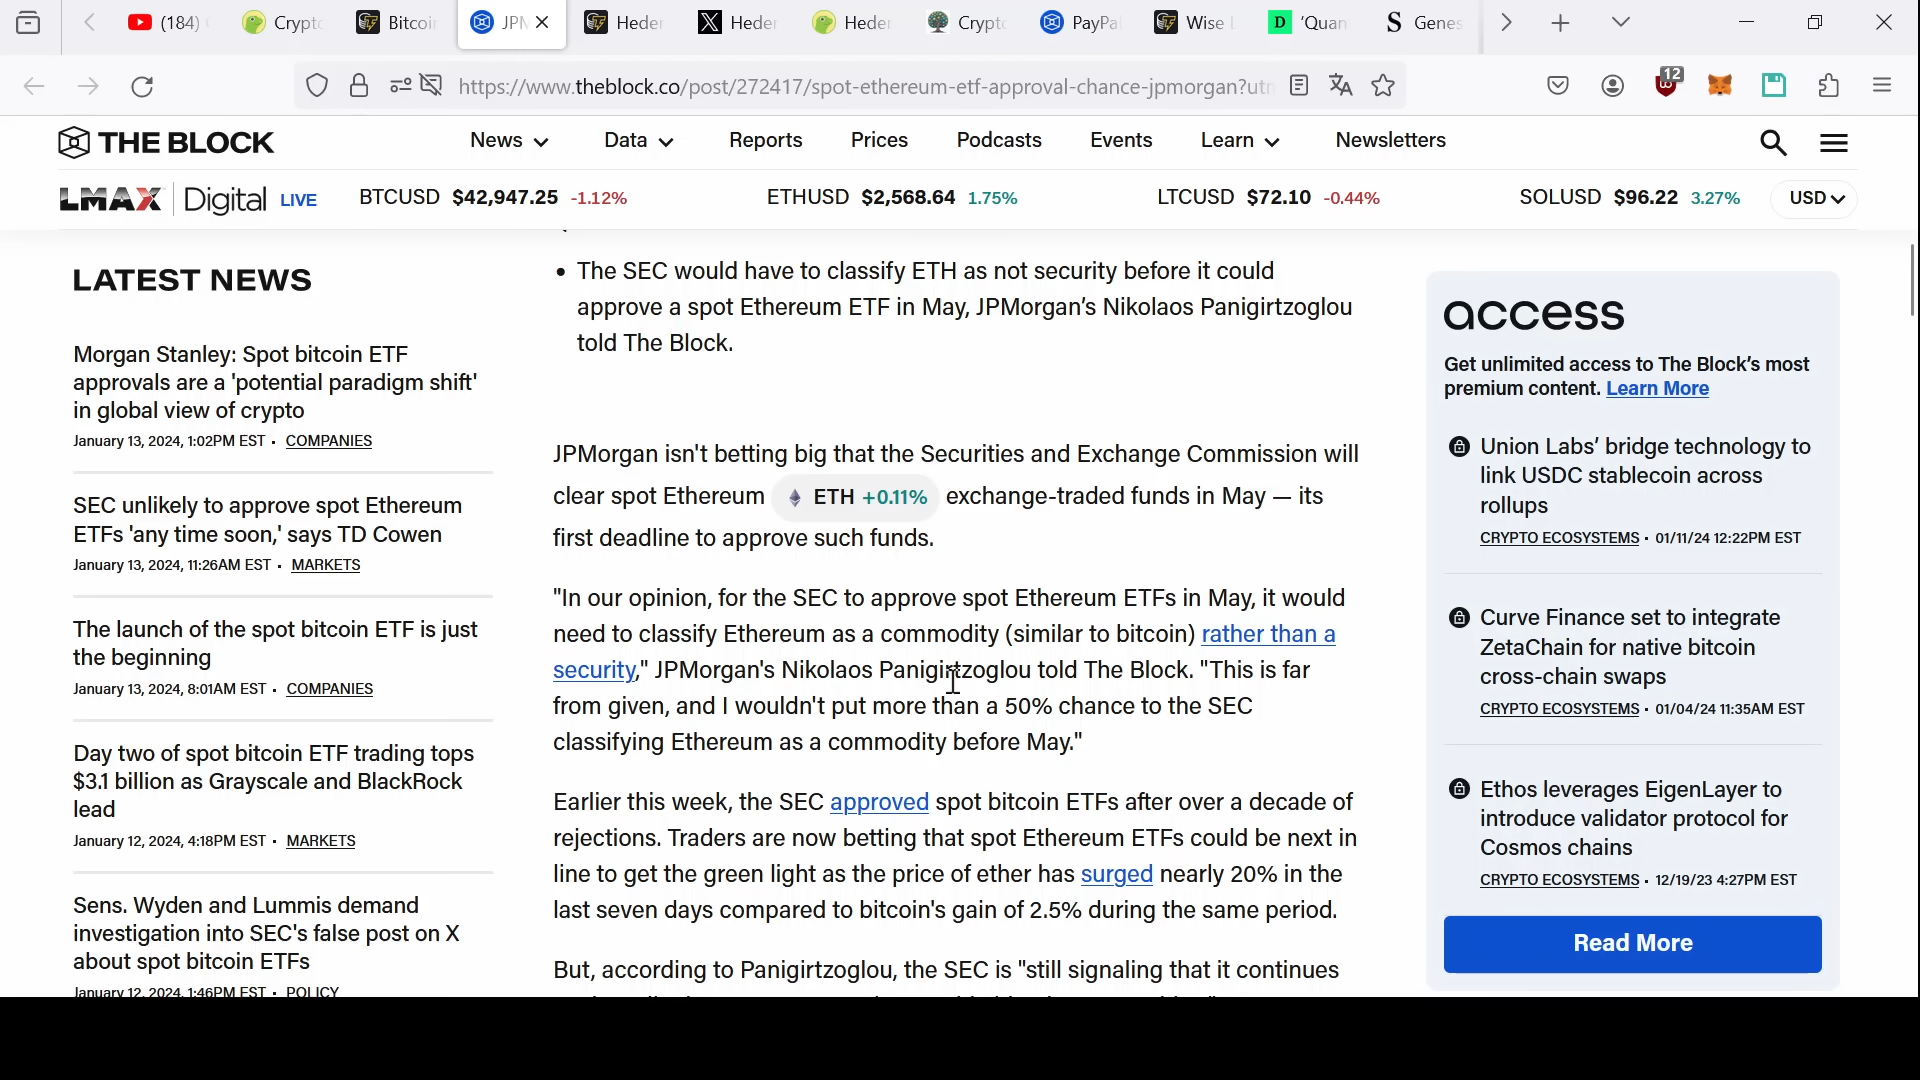 (184)
Crypto
Bitcoi
JPM
Heder
Heder
Heder
Crypto
PayPa
Wise
D
'Quan
S
Genes
https://www.theblock.co/post/272417/spot-ethereum-etf-approval-chance-jpmorgan?utm
12
THE BLOCK
News
Data
Reports
Prices
Podcasts
Events
Learn
Newsletters
LMAX Digital LIVE
BTCUSD $42,947.25 -1.12%
ETHUSD $2,568.64 1.75%
LTCUSD $72.10 -0.44%
SOLUSD $96.22 3.27%
USD
LATEST NEWS
Morgan Stanley: Spot bitcoin ETF
approvals are a 'potential paradigm shift'
in global view of crypto
January 13, 2024, 1:02PM EST • COMPANIES
SEC unlikely to approve spot Ethereum
ETFs 'any time soon,' says TD Cowen
January 13, 2024, 11:26AM EST • MARKETS
The launch of the spot bitcoin ETF is just
the beginning
January 13, 2024, 8:01AM EST • COMPANIES
Day two of spot bitcoin ETF trading tops
$3.1 billion as Grayscale and BlackRock
lead
January 12, 2024, 4:18PM EST • MARKETS
Sens. Wyden and Lummis demand
investigation into SEC's false post on X
about spot bitcoin ETFs
January 12, 2024, 1:46PM EST • POLICY
• The SEC would have to classify ETH as not security before it could
approve a spot Ethereum ETF in May, JPMorgan’s Nikolaos Panigirtzoglou
told The Block.
JPMorgan isn't betting big that the Securities and Exchange Commission will
clear spot Ethereum ETH +0.11% exchange-traded funds in May — its
first deadline to approve such funds.
"In our opinion, for the SEC to approve spot Ethereum ETFs in May, it would
need to classify Ethereum as a commodity (similar to bitcoin) rather than a
security," JPMorgan's Nikolaos Panigirtzoglou told The Block. "This is far
from given, and I wouldn't put more than a 50% chance to the SEC
classifying Ethereum as a commodity before May."
Earlier this week, the SEC approved spot bitcoin ETFs after over a decade of
rejections. Traders are now betting that spot Ethereum ETFs could be next in
line to get the green light as the price of ether has surged nearly 20% in the
last seven days compared to bitcoin's gain of 2.5% during the same period.
But, according to Panigirtzoglou, the SEC is "still signaling that it continues
access
Get unlimited access to The Block’s most
premium content. Learn More
Union Labs’ bridge technology to
link USDC stablecoin across
rollups
CRYPTO ECOSYSTEMS • 01/11/24 12:22PM EST
Curve Finance set to integrate
ZetaChain for native bitcoin
cross-chain swaps
CRYPTO ECOSYSTEMS • 01/04/24 11:35AM EST
Ethos leverages EigenLayer to
introduce validator protocol for
Cosmos chains
CRYPTO ECOSYSTEMS • 12/19/23 4:27PM EST
Read More